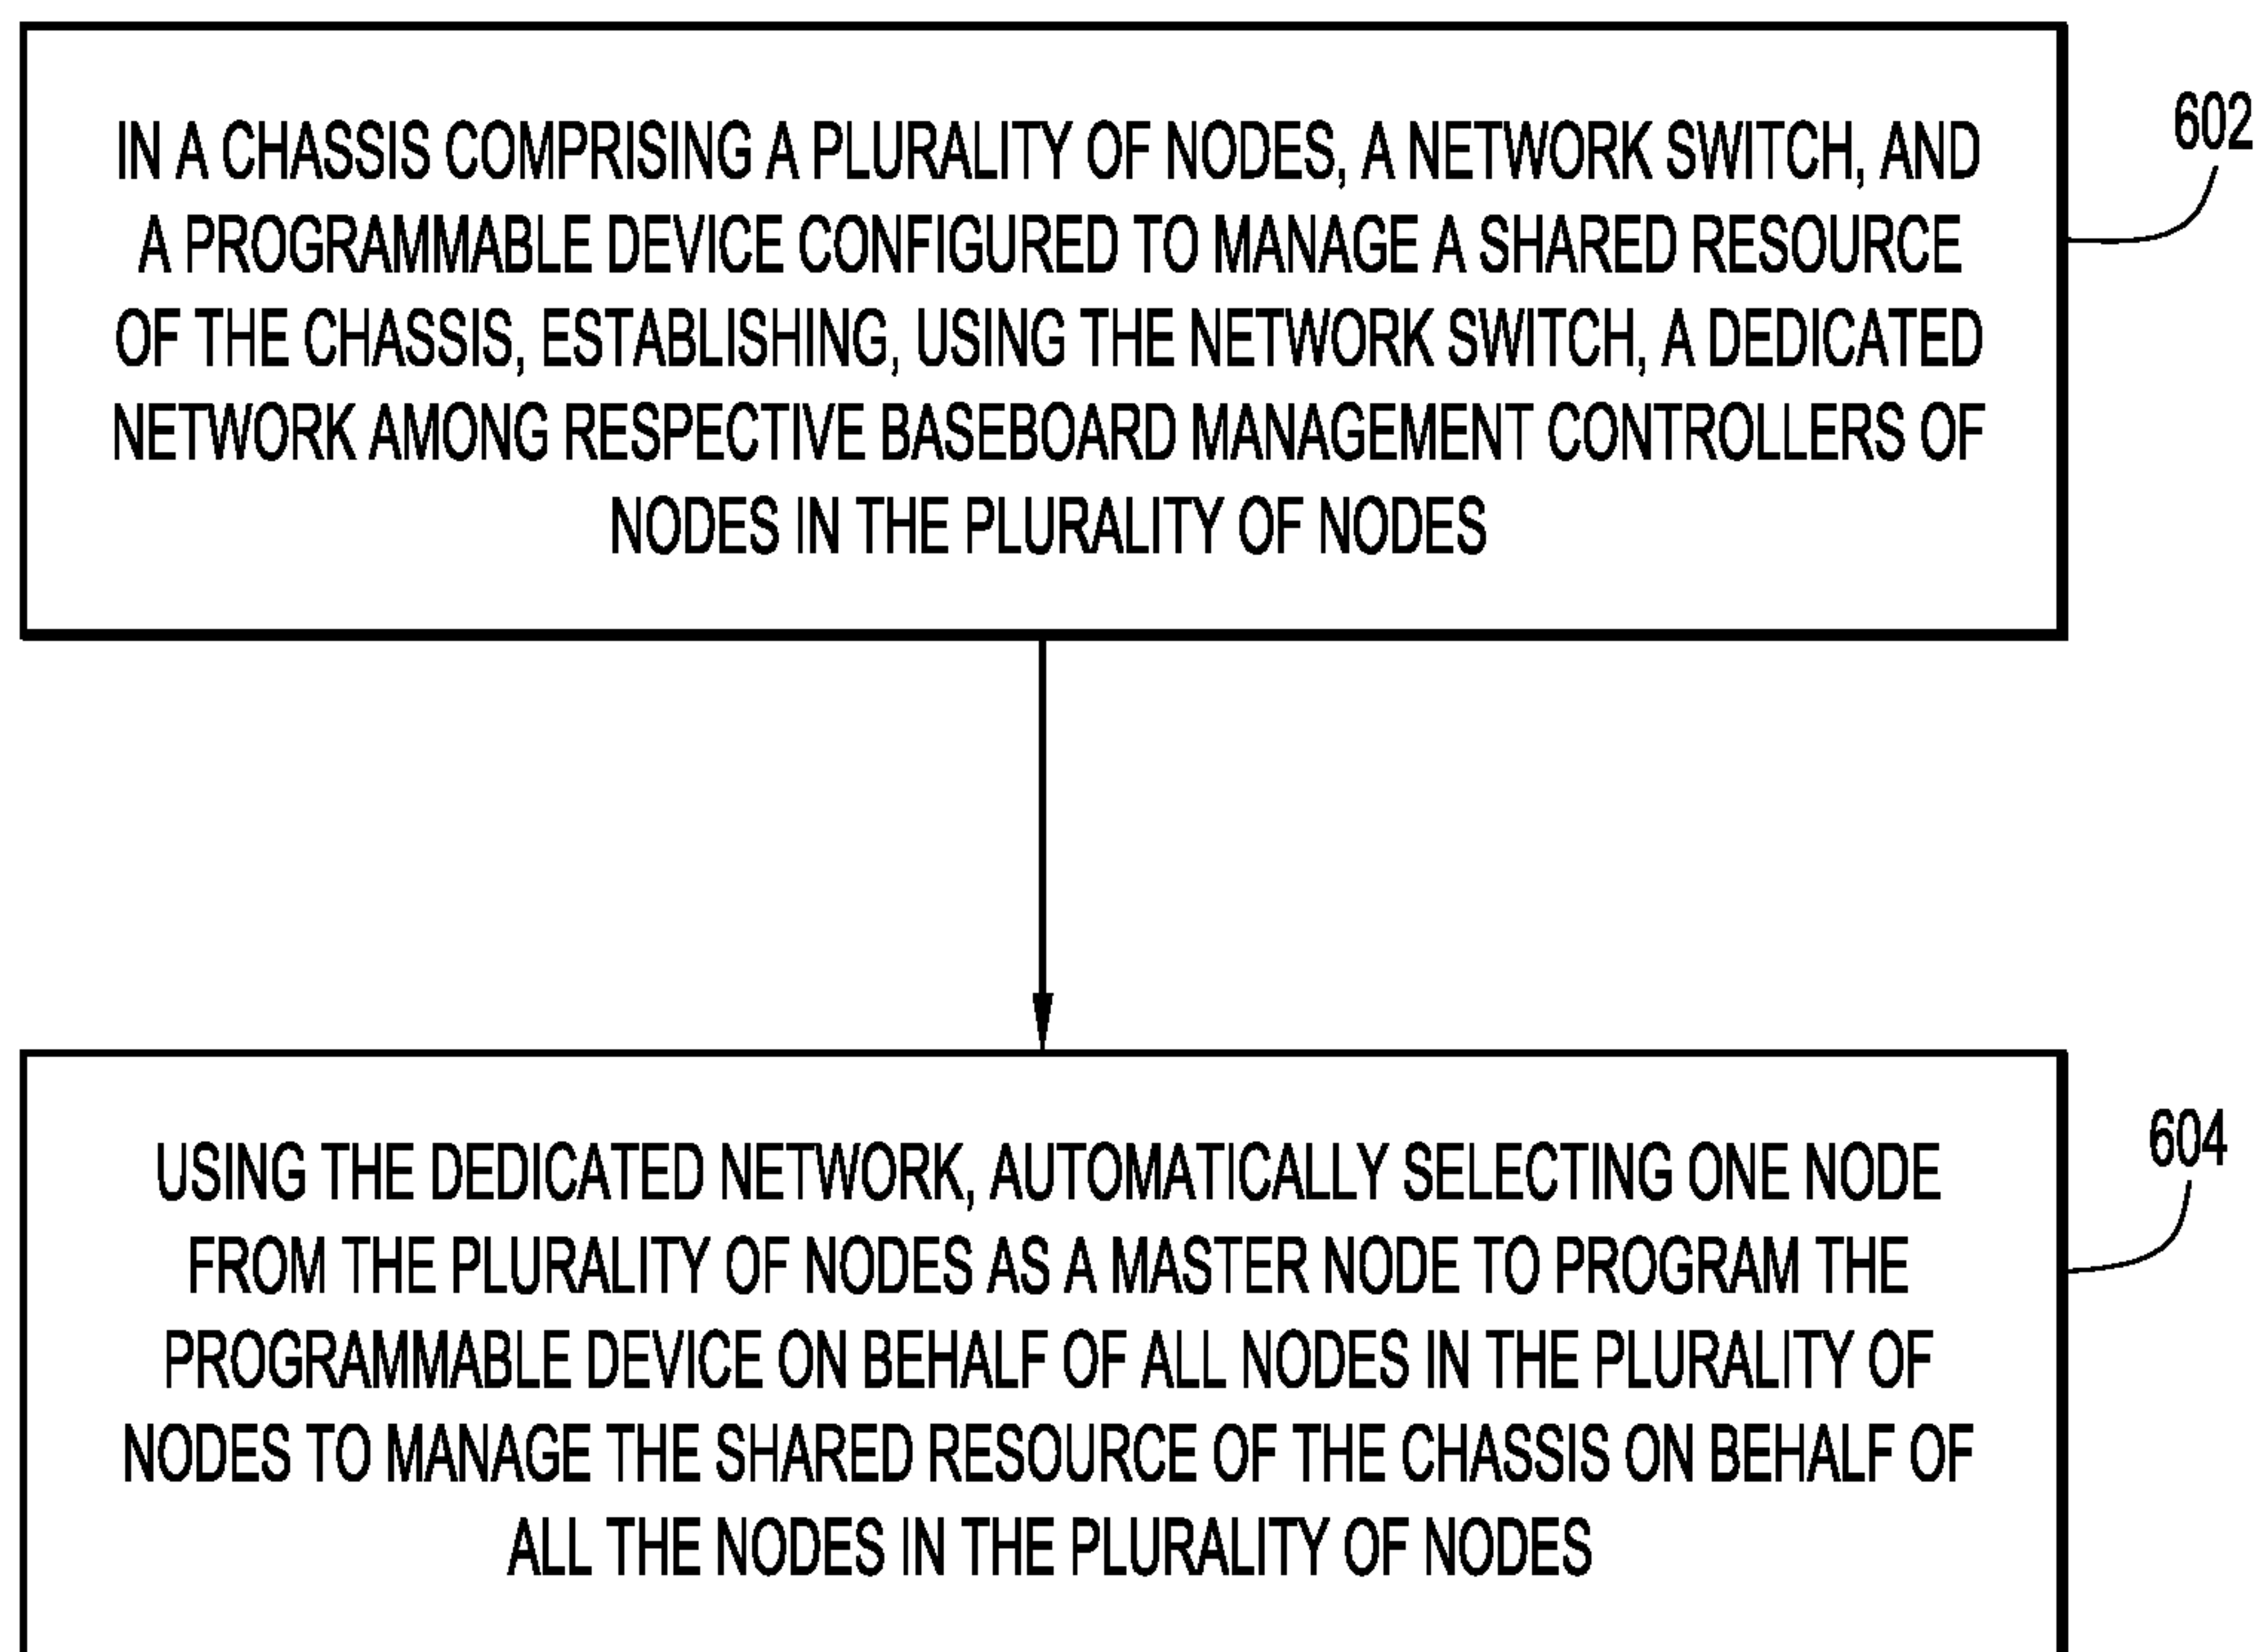 IN A CHASSIS COMPRISING A PLURALITY OF NODES, A NETWORK SWITCH, AND
A PROGRAMMABLE DEVICE CONFIGURED TO MANAGE A SHARED RESOURCE
OF THE CHASSIS, ESTABLISHING, USING THE NETWORK SWITCH, A DEDICATED
NETWORK AMONG RESPECTIVE BASEBOARD MANAGEMENT CONTROLLERS OF
NODES IN THE PLURALITY OF NODES
602
USING THE DEDICATED NETWORK, AUTOMATICALLY SELECTING ONE NODE
FROM THE PLURALITY OF NODES AS A MASTER NODE TO PROGRAM THE
PROGRAMMABLE DEVICE ON BEHALF OF ALL NODES IN THE PLURALITY OF
NODES TO MANAGE THE SHARED RESOURCE OF THE CHASSIS ON BEHALF OF
ALL THE NODES IN THE PLURALITY OF NODES
604